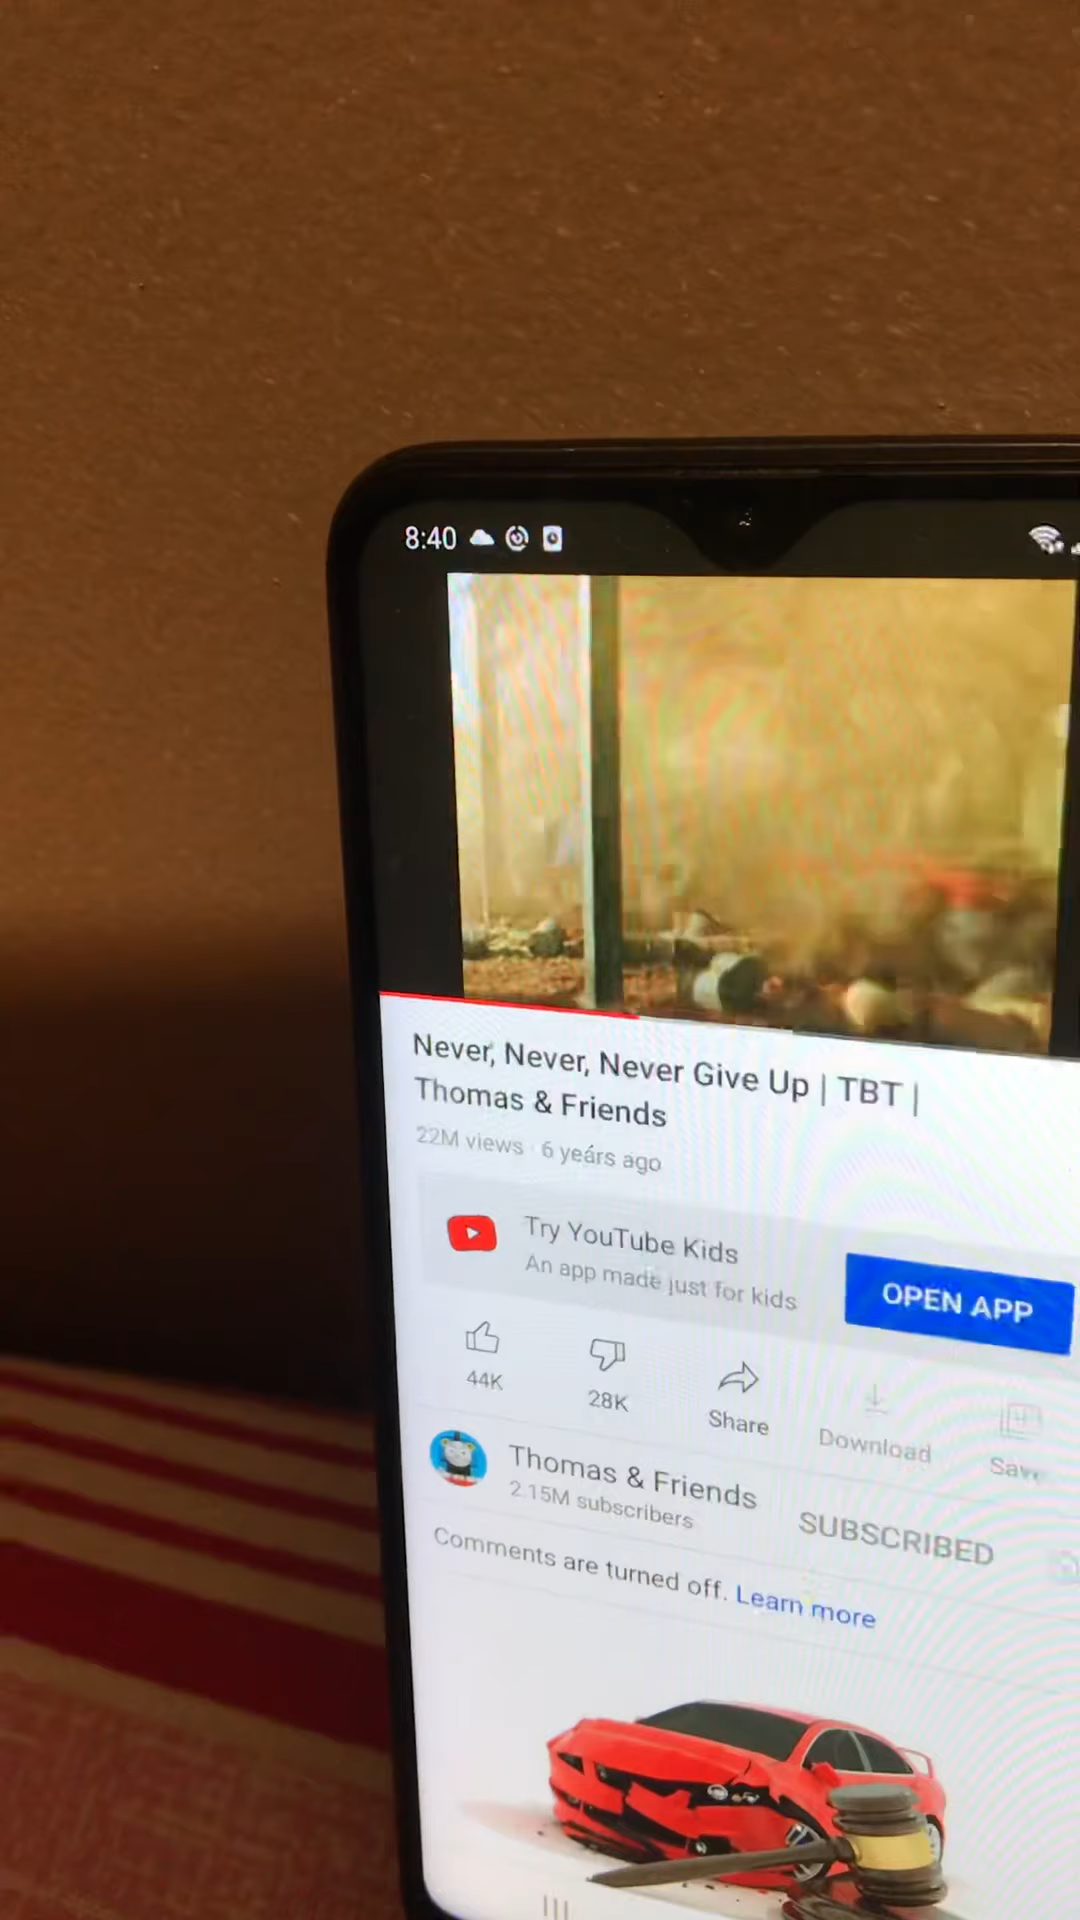 8:40
Never, Never, Never Give Up | TBT |
Thomas & Friends
22M views · 6 years ago
Try YouTube Kids
An app made just for kids
OPEN APP
44K
28K
Share
Download
Save
Thomas & Friends
2.15M subscribers
SUBSCRIBED
Comments are turned off. Learn more